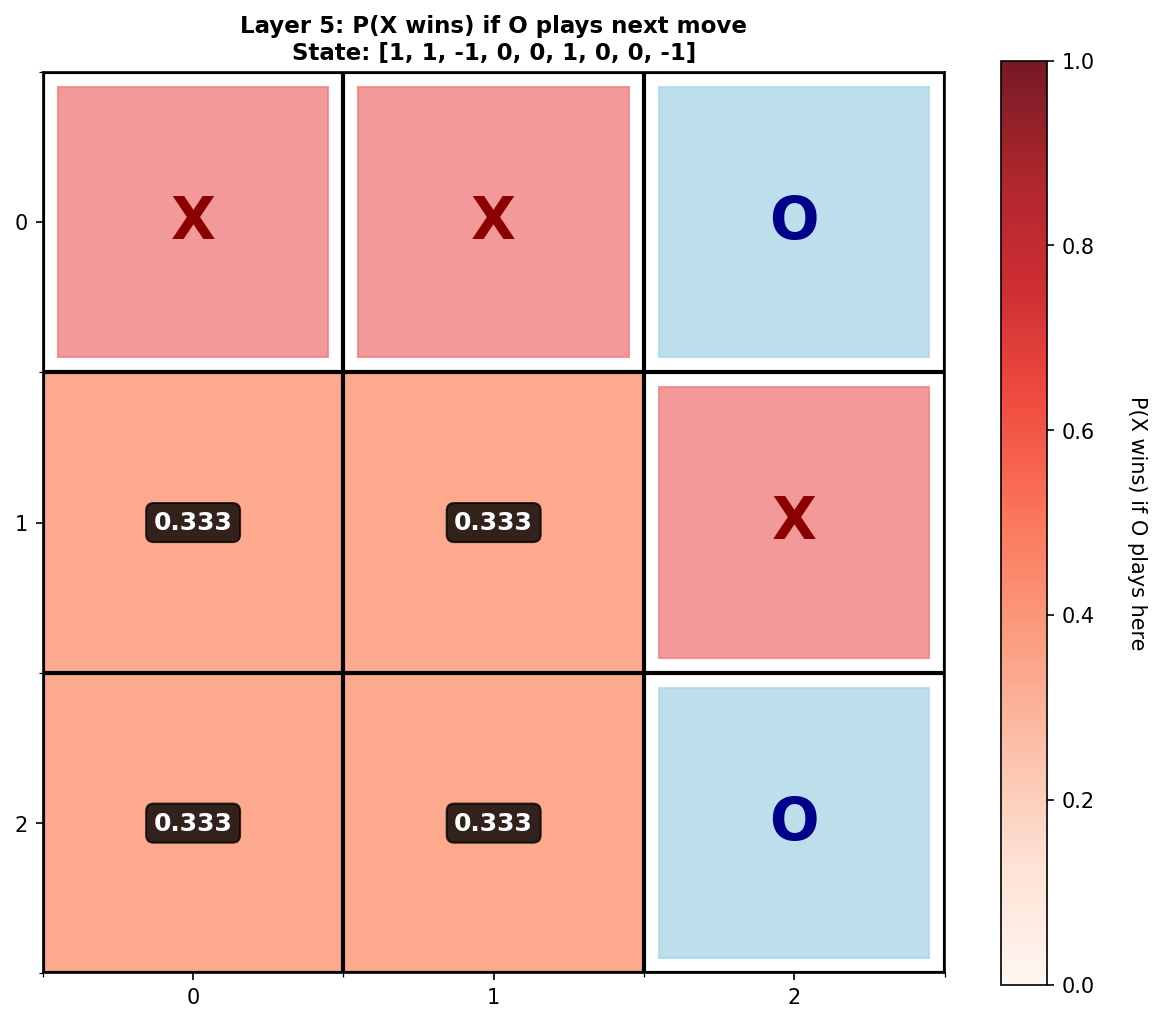 Layer 5: P(X wins) if O plays next move
State: [1, 1, -1, 0, 0, 1, 0, 0, -1]
X X O
0.333 0.333 X
0.333 0.333 O
0
1
2
0 1 2
1.0
0.8
0.6
0.4
0.2
0.0
P(X wins) if O plays here